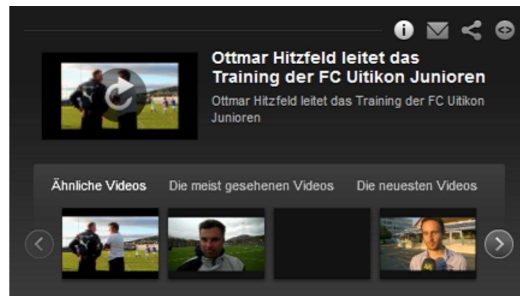 Ottmar Hitzfeld leitet das
Training der FC Uitikon Junioren
Ottmar Hitzfeld leitet das Training der FC Uitikon
Junioren
Ähnliche Videos Die meist gesehenen Videos Die neuesten Videos